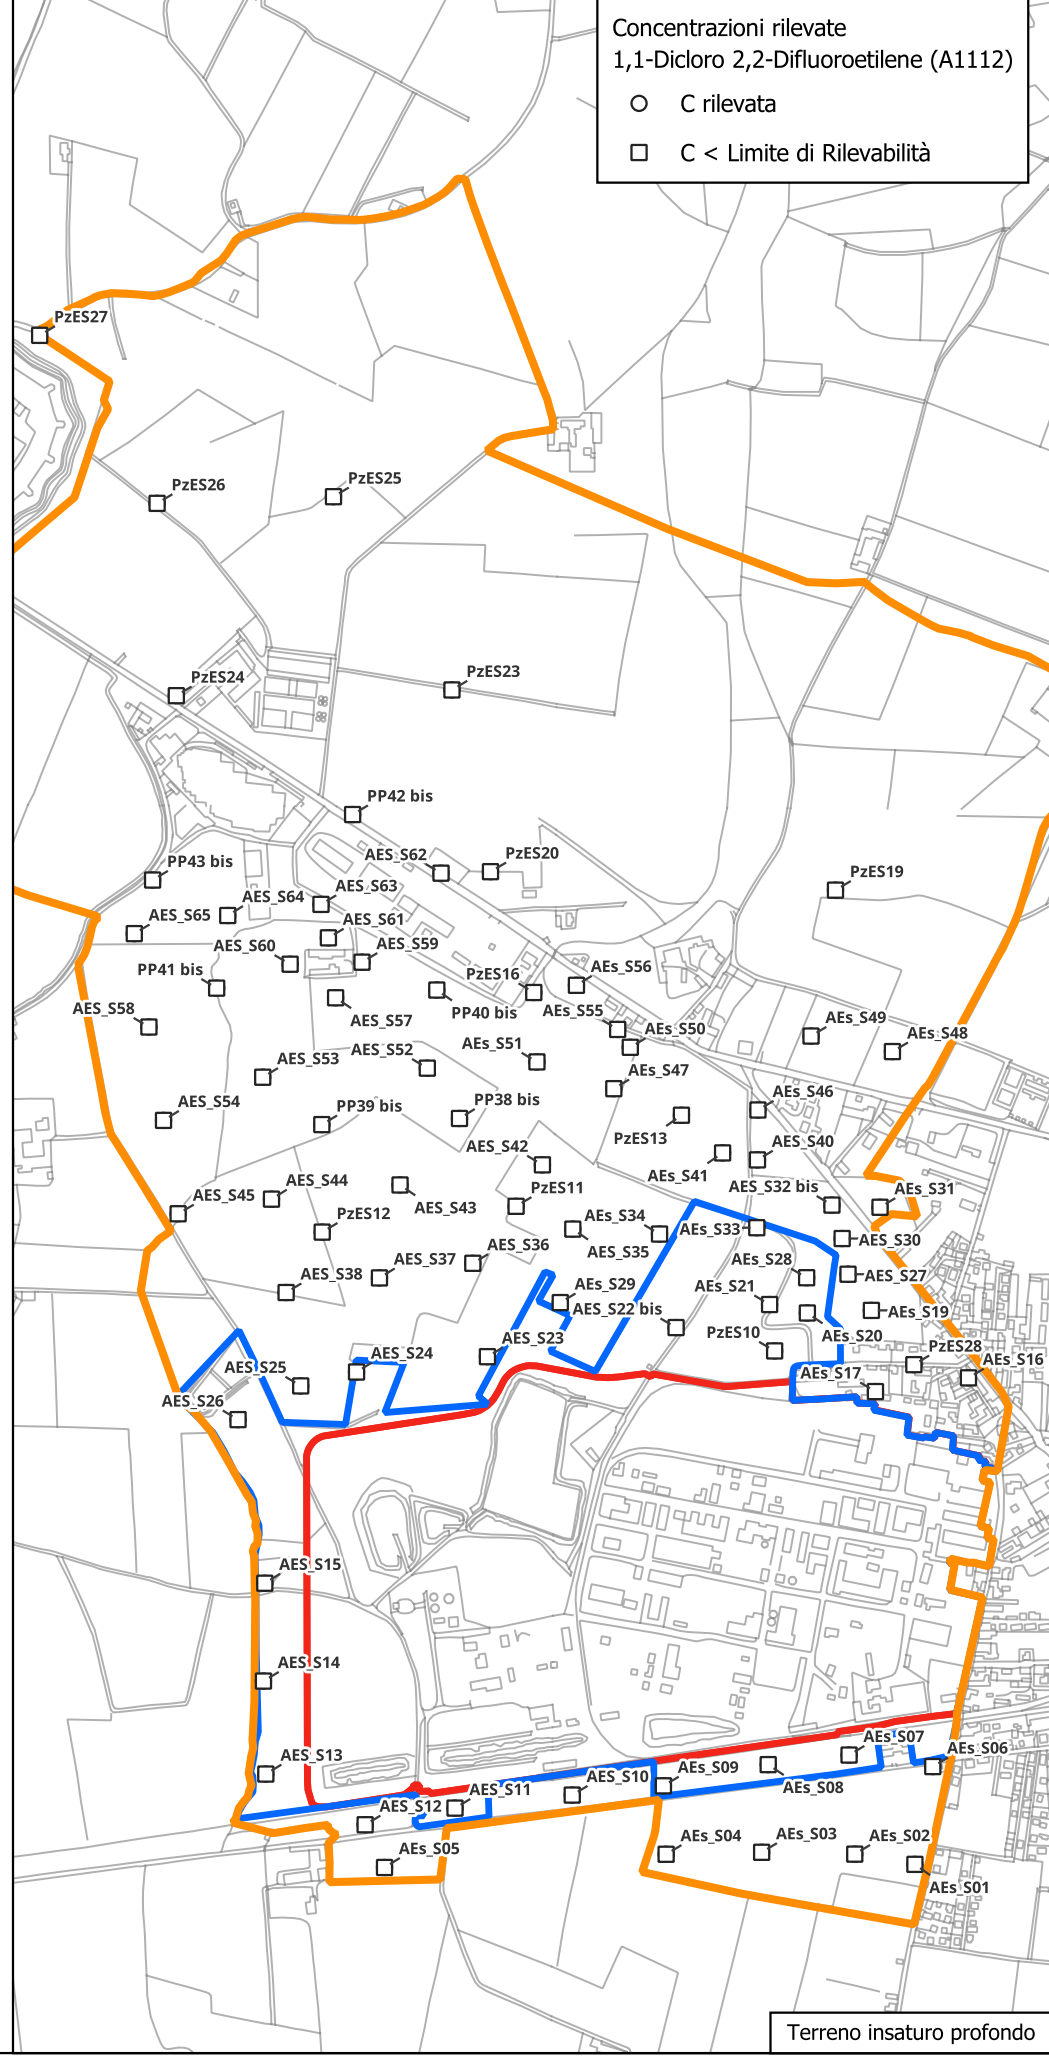 Concentrazioni rilevate
1,1-Dicloro 2,2-Difluoroetilene (A1112)
C rilevata
C < Limite di Rilevabilità
PzES27
PzES26
PzES25
PzES24
PzES23
PP42 bis
AES_S62
PzES20
PP43 bis
PzES19
AES_S63
AES_S64
AES_S65
AES_S61
AES_S60
AES_S59
PP41 bis
PzES16
AEs_S56
AES_S58
AES_S57
PP40 bis
AEs_S55
AEs_S50
AEs_S49
AEs_S48
AES_S53
AES_S52
AEs_S51
AEs_S47
AES_S54
PP39 bis
PP38 bis
AEs_S46
PzES13
AES_S42
AEs_S41
AEs_S40
AES_S44
AES_S45
AES_S43
PzES11
AES_S32 bis
AEs_S31
PzES12
AEs_S34
AEs_S35
AEs_S33
AEs_S30
AES_S36
AES_S37
AES_S38
AEs_S28
AEs_S27
AEs_S29
AEs_S21
AES_S22 bis
AEs_S19
AEs_S20
PzES10
AES_S23
AES_S24
AES_S25
AES_S26
PzES28
AEs_S16
AEs_S17
AES_S15
AES_S14
AES_S13
AEs_S07
AEs_S06
AEs_S09
AEs_S08
AES_S10
AES_S11
AES_S12
AEs_S05
AEs_S04
AEs_S03
AEs_S02
AEs_S01
Terreno insaturo profondo